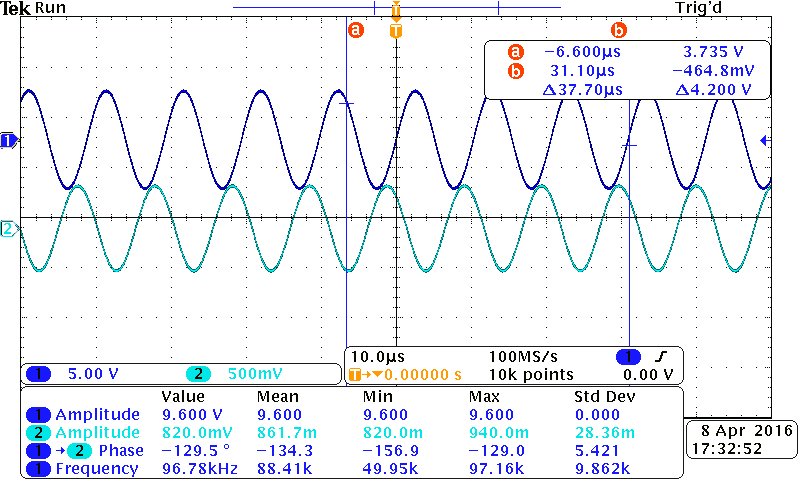 Tek Run Trig'd
T
a T b
a −6.600µs 3.735 V
b 31.10µs −464.8mV
Δ37.70µs Δ4.200 V
1
2
1 5.00 V 2 500mV
10.0µs 100MS/s 1
T→▼0.00000 s 10k points 0.00 V
Value Mean Min Max Std Dev
1 Amplitude 9.600 V 9.600 9.600 9.600 0.000
2 Amplitude 820.0mV 861.7m 820.0m 940.0m 28.36m
1 → 2 Phase −129.5 ° −134.3 −156.9 −129.0 5.421
1 Frequency 96.78kHz 88.41k 49.95k 97.16k 9.862k
8 Apr 2016
17:32:52